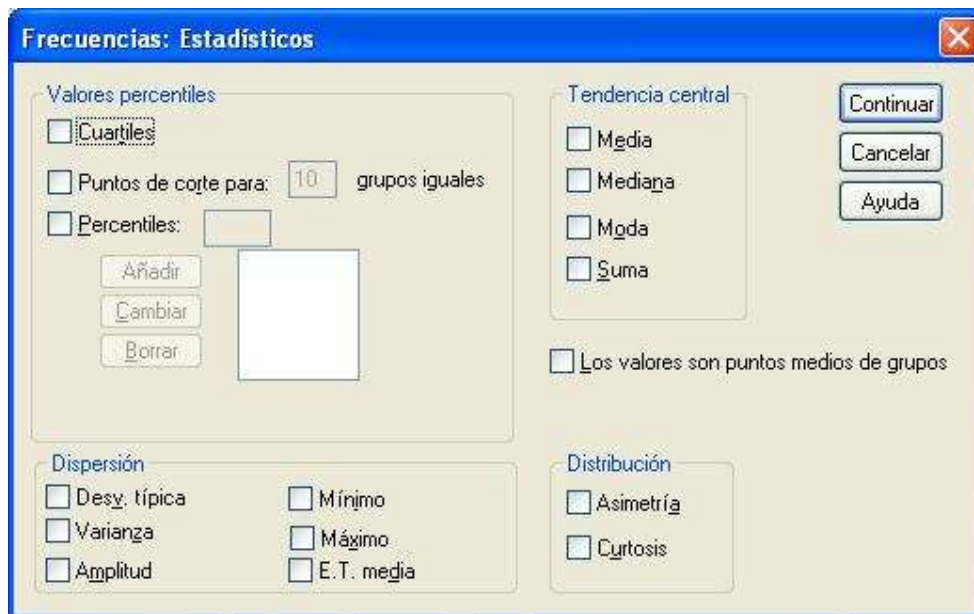 Frecuencias: Estadísticos
Valores percentiles
Cuartiles
Puntos de corte para: 10 grupos iguales
Percentiles:
Añadir
Cambiar
Borrar
Tendencia central
Media
Mediana
Moda
Suma
Continuar
Cancelar
Ayuda
Los valores son puntos medios de grupos
Dispersión
Desv. típica
Varianza
Amplitud
Mínimo
Máximo
E.T. media
Distribución
Asimetría
Curtosis